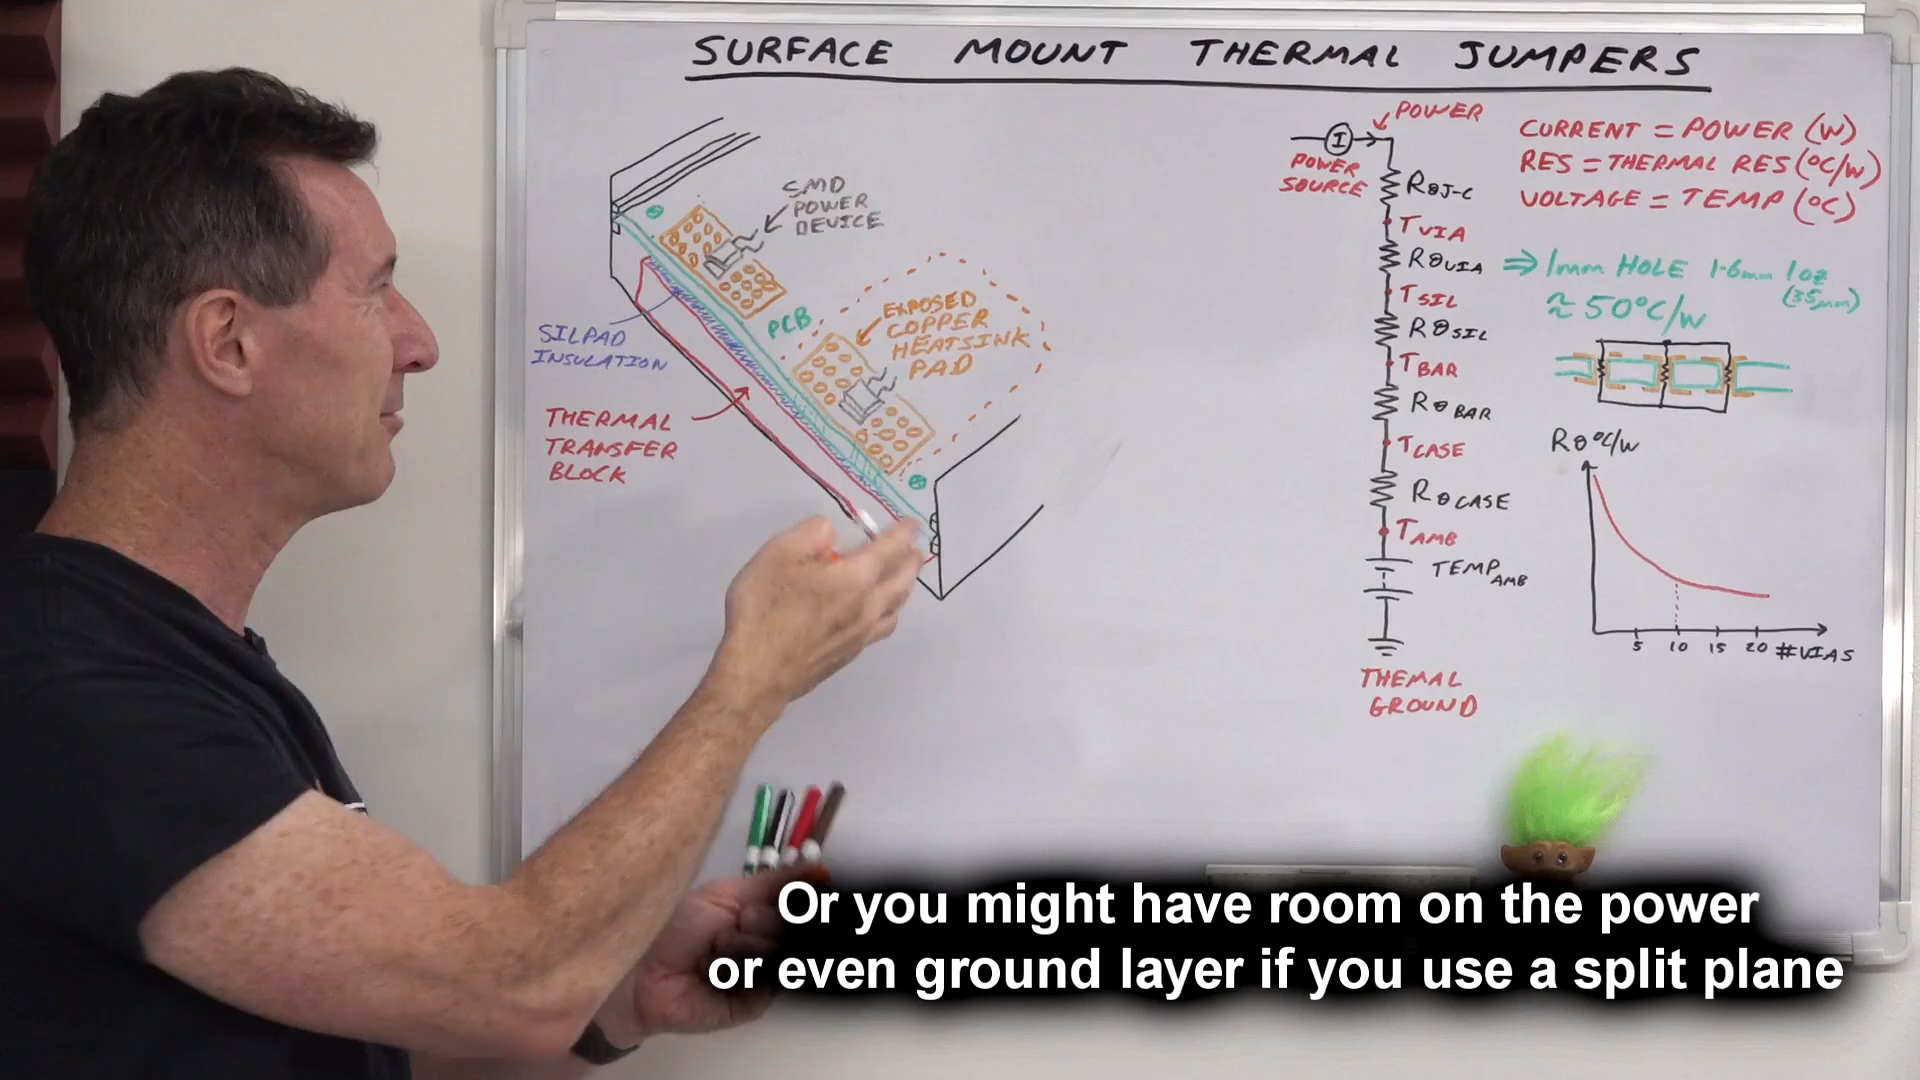 SURFACE MOUNT THERMAL JUMPERS
SMD
POWER
DEVICE
PCB
EXPOSED
COPPER
HEATSINK
PAD
SILPAD
INSULATION
THERMAL
TRANSFER
BLOCK
POWER
I
POWER
SOURCE
RθJ-C
TVIA
RθVIA
TSIL
RθSIL
TBAR
RθBAR
TCASE
RθCASE
TAMB
TEMPAMB
THEMAL
GROUND
CURRENT = POWER (W)
RES = THERMAL RES (°C/W)
VOLTAGE = TEMP (°C)
⇒ 1mm HOLE 1.6mm 1oz
(35µm)
≈ 50°C/W
Rθ°C/W
5 10 15 20 #VIAS
Or you might have room on the power
or even ground layer if you use a split plane